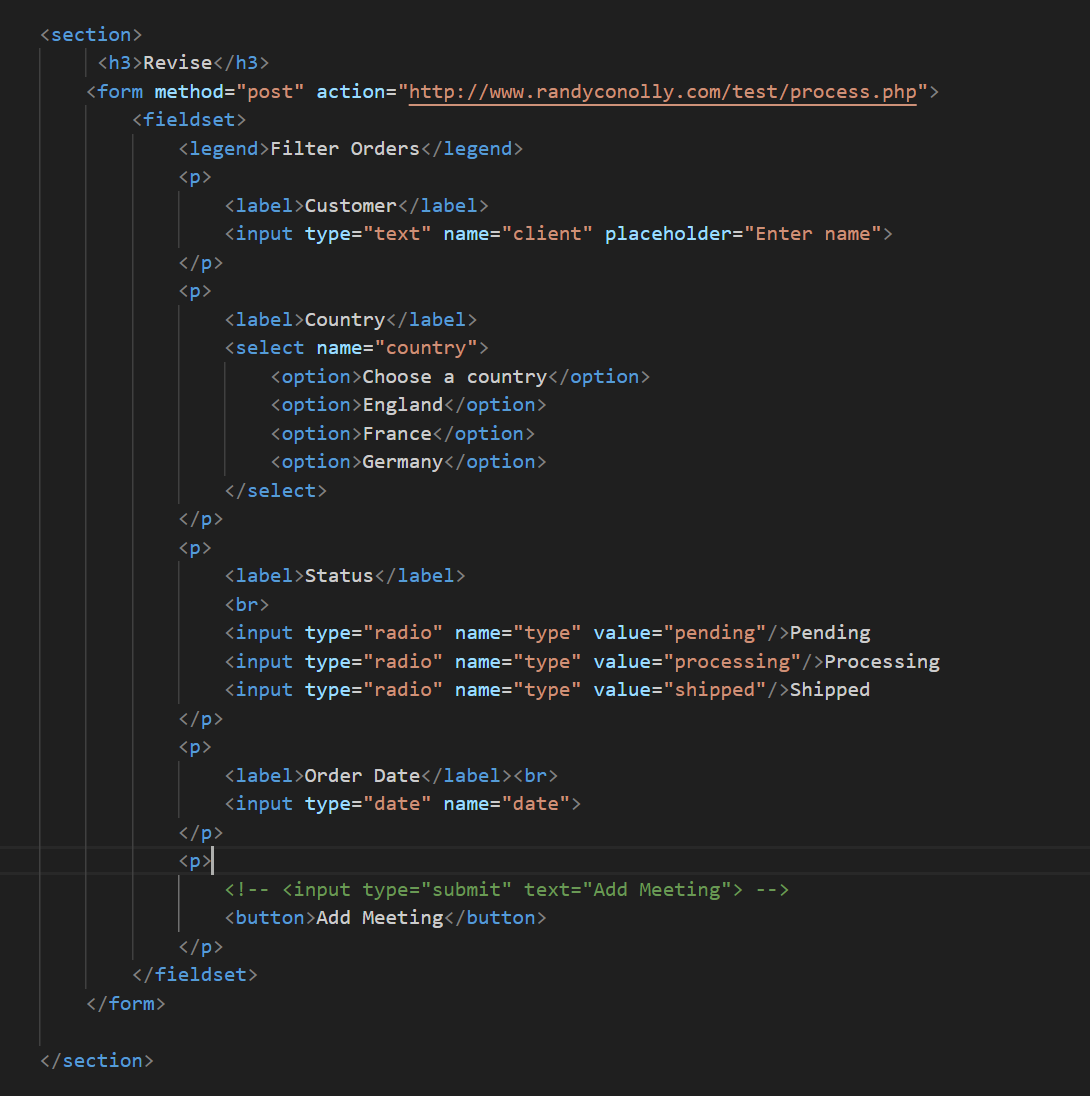 <section>
<h3>Revise</h3>
<form method="post" action="http://www.randyconolly.com/test/process.php">
<fieldset>
<legend>Filter Orders</legend>
<p>
<label>Customer</label>
<input type="text" name="client" placeholder="Enter name">
</p>
<p>
<label>Country</label>
<select name="country">
<option>Choose a country</option>
<option>England</option>
<option>France</option>
<option>Germany</option>
</select>
</p>
<p>
<label>Status</label>
<br>
<input type="radio" name="type" value="pending"/>Pending
<input type="radio" name="type" value="processing"/>Processing
<input type="radio" name="type" value="shipped"/>Shipped
</p>
<p>
<label>Order Date</label><br>
<input type="date" name="date">
</p>
<p>
<!-- <input type="submit" text="Add Meeting"> -->
<button>Add Meeting</button>
</p>
</fieldset>
</form>
</section>